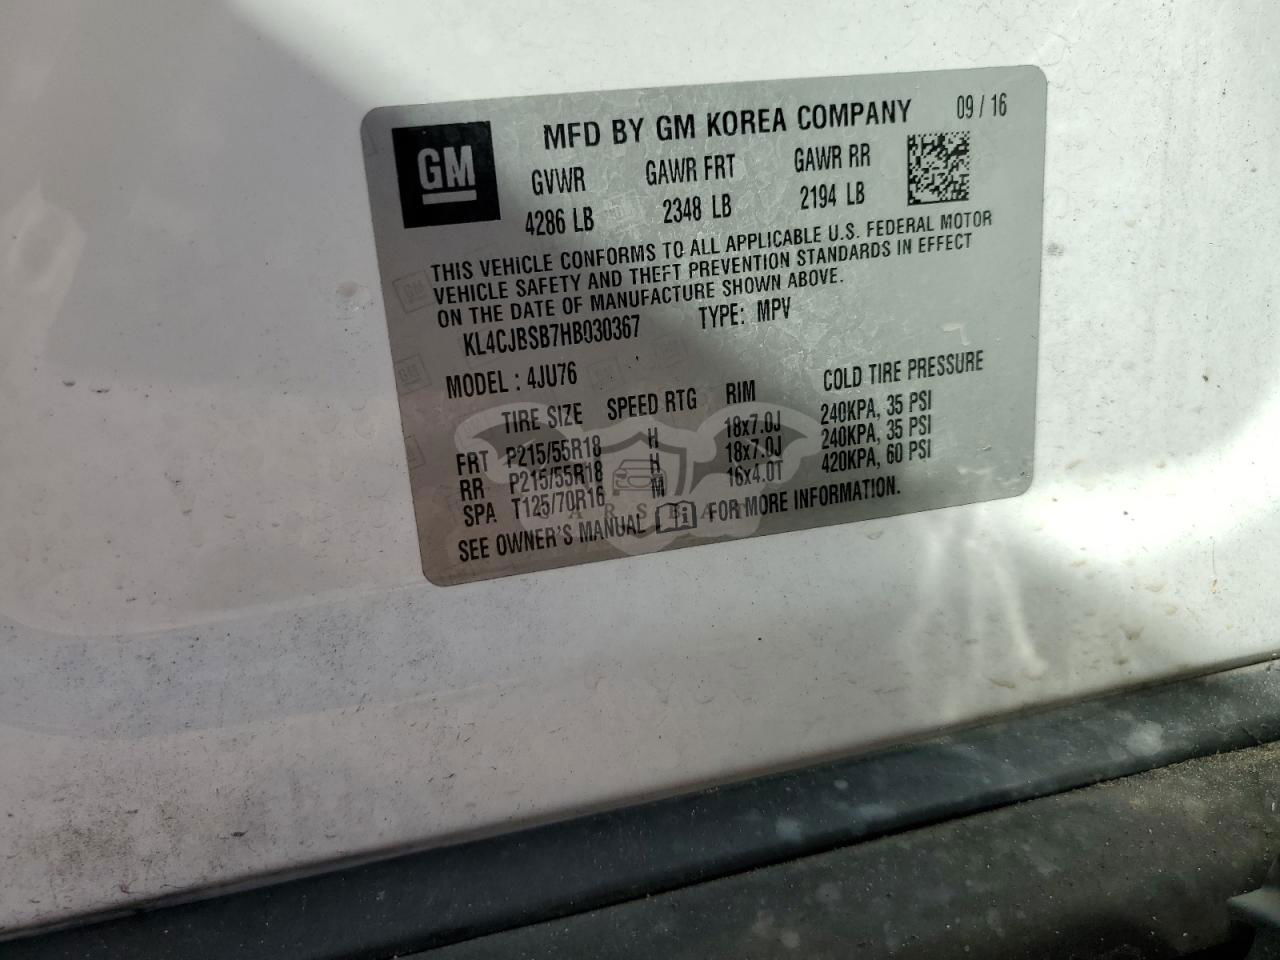 GM
MFD BY GM KOREA COMPANY 09 / 16
GVWR GAWR FRT GAWR RR
4286 LB 2348 LB 2194 LB
THIS VEHICLE CONFORMS TO ALL APPLICABLE U.S. FEDERAL MOTOR
VEHICLE SAFETY AND THEFT PREVENTION STANDARDS IN EFFECT
ON THE DATE OF MANUFACTURE SHOWN ABOVE.
KL4CJBSB7HB030367 TYPE: MPV
MODEL : 4JU76
TIRE SIZE SPEED RTG RIM COLD TIRE PRESSURE
FRT P215/55R18 H 18x7.0J 240KPA, 35 PSI
RR P215/55R18 H 18x7.0J 240KPA, 35 PSI
SPA T125/70R16 M 16x4.0T 420KPA, 60 PSI
SEE OWNER'S MANUAL i FOR MORE INFORMATION.